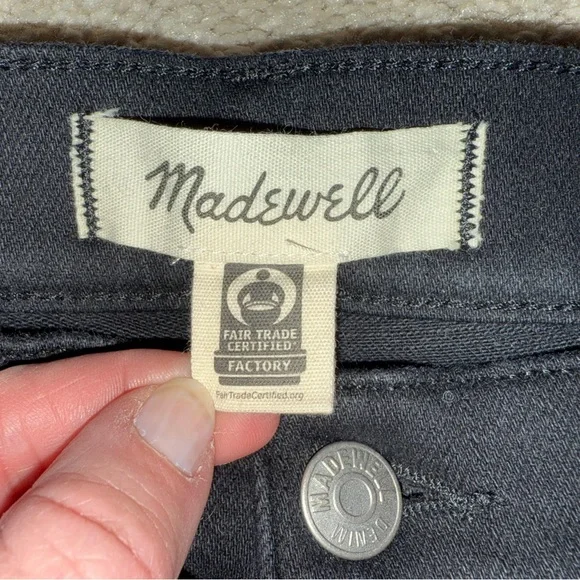 Madewell
FAIR TRADE
CERTIFIED
FACTORY
FairTradeCertified.org
MADEWELL DENIM